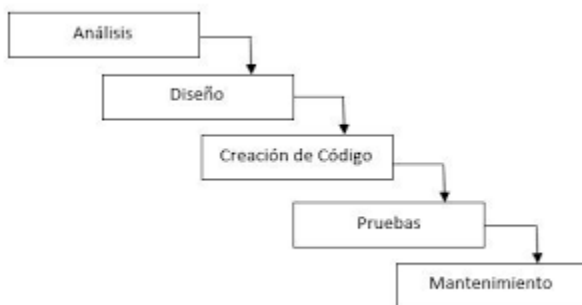 Análisis
Diseño
Creación de Código
Pruebas
Mantenimiento